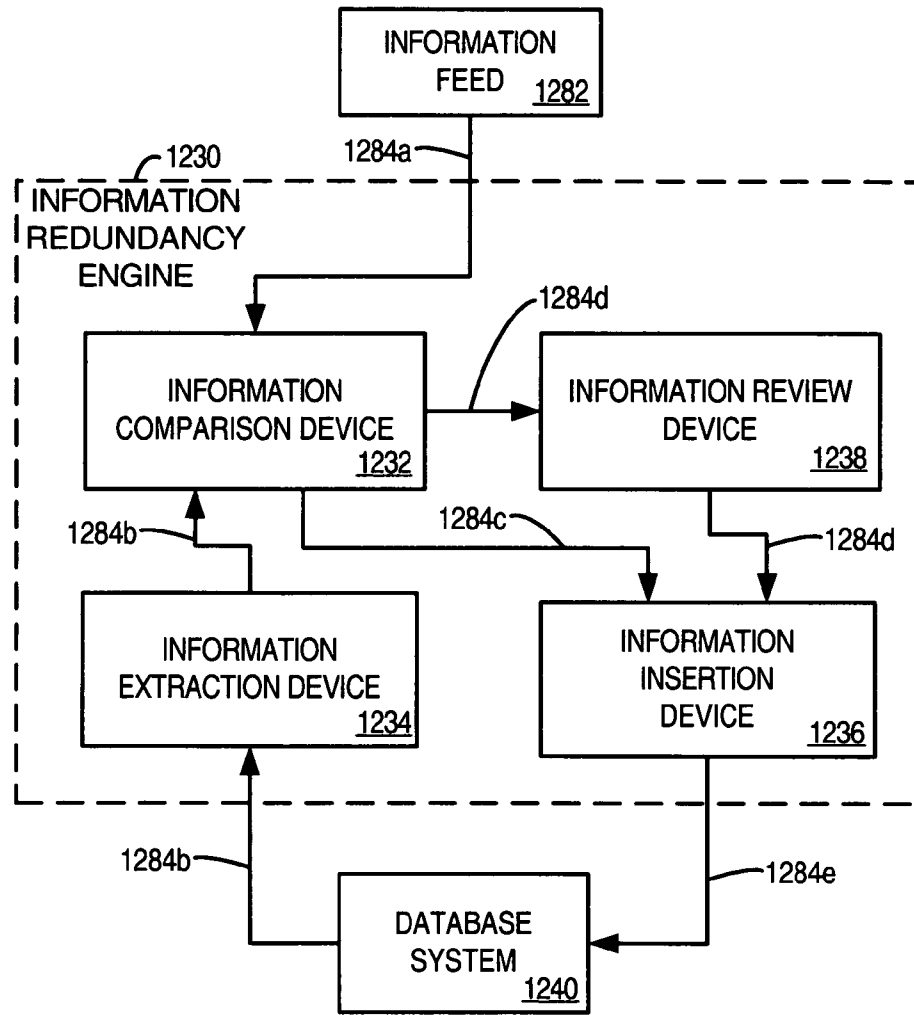 INFORMATION
FEED
1282
1284a
1230
INFORMATION
REDUNDANCY
ENGINE
1284d
INFORMATION
COMPARISON DEVICE
1232
INFORMATION REVIEW
DEVICE
1238
1284b
1284c
1284d
INFORMATION
EXTRACTION DEVICE
1234
INFORMATION
INSERTION
DEVICE
1236
1284b
1284e
DATABASE
SYSTEM
1240